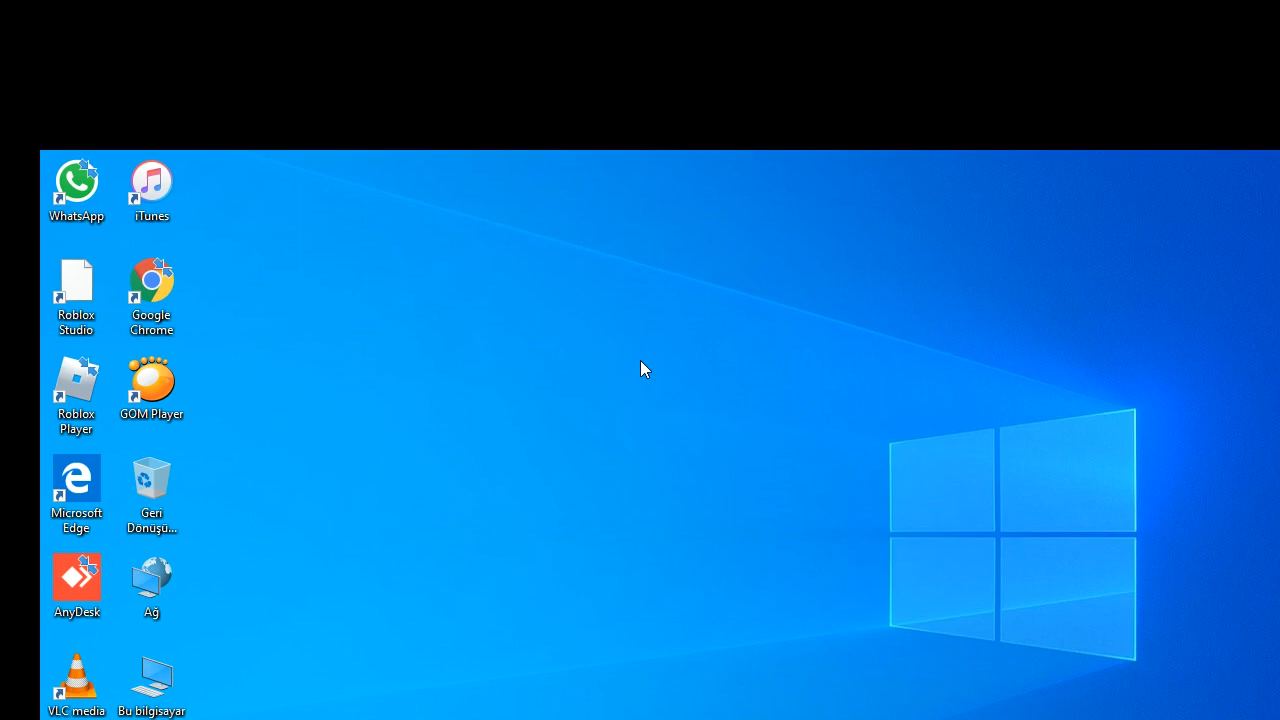 WhatsApp
iTunes
Roblox
Studio
Google
Chrome
Roblox
Player
GOM Player
Microsoft
Edge
Geri
Dönüşü...
AnyDesk
Ağ
VLC media
Bu bilgisayar